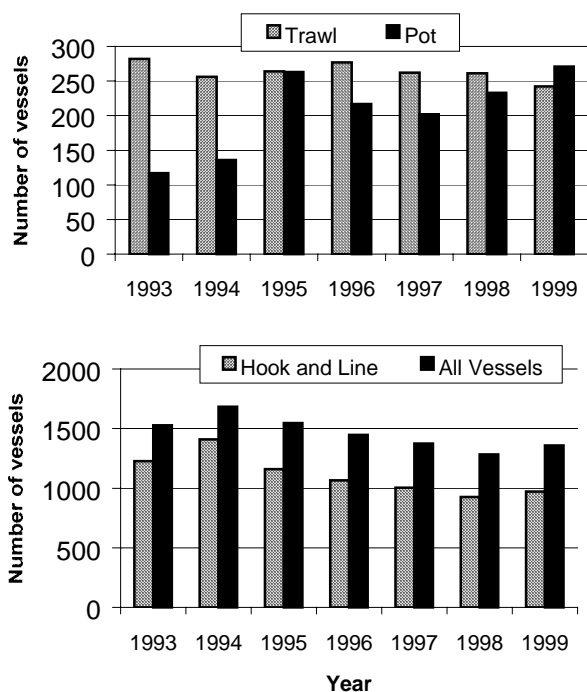 Trawl Pot
Number of vessels
300
250
200
150
100
50
0
1993 1994 1995 1996 1997 1998 1999
Hook and Line All Vessels
Number of vessels
2000
1500
1000
500
0
1993 1994 1995 1996 1997 1998 1999
Year